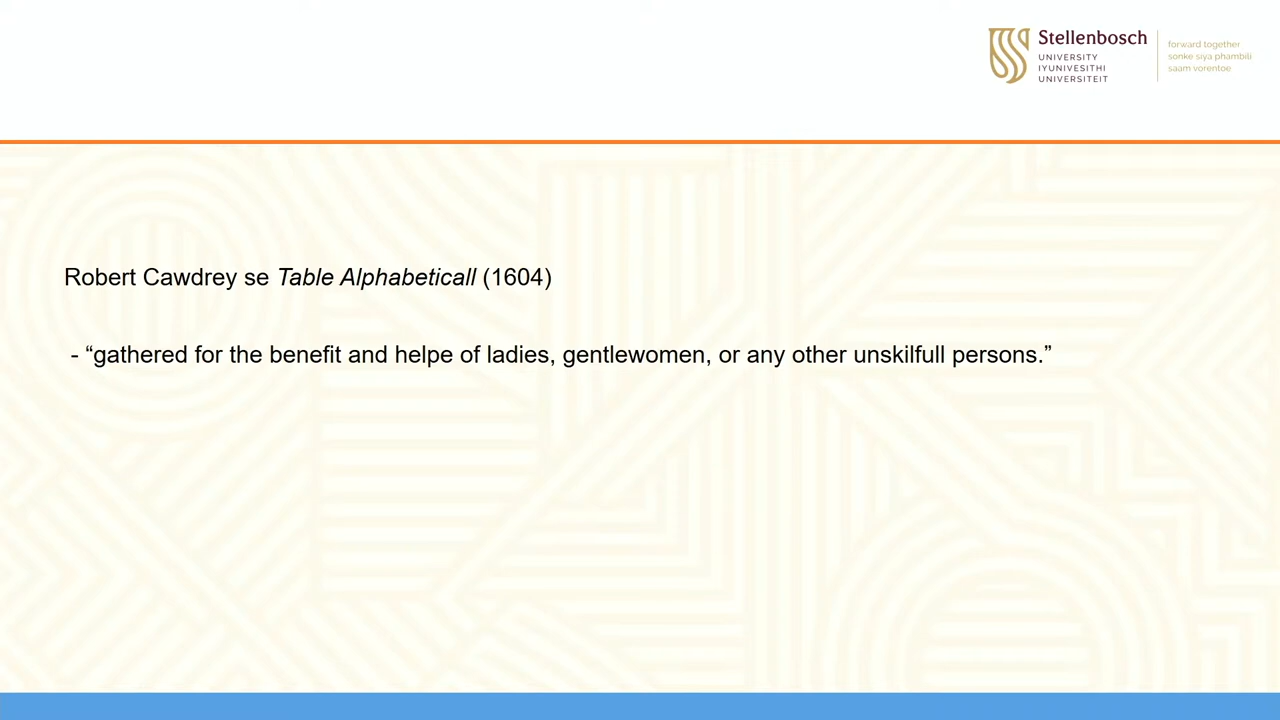 Stellenbosch
UNIVERSITY
IYUNIVESITHI
UNIVERSITEIT
forward together
sonke siya phambili
saam vorentoe
Robert Cawdrey se Table Alphabeticall (1604)
- “gathered for the benefit and helpe of ladies, gentlewomen, or any other unskilfull persons.”